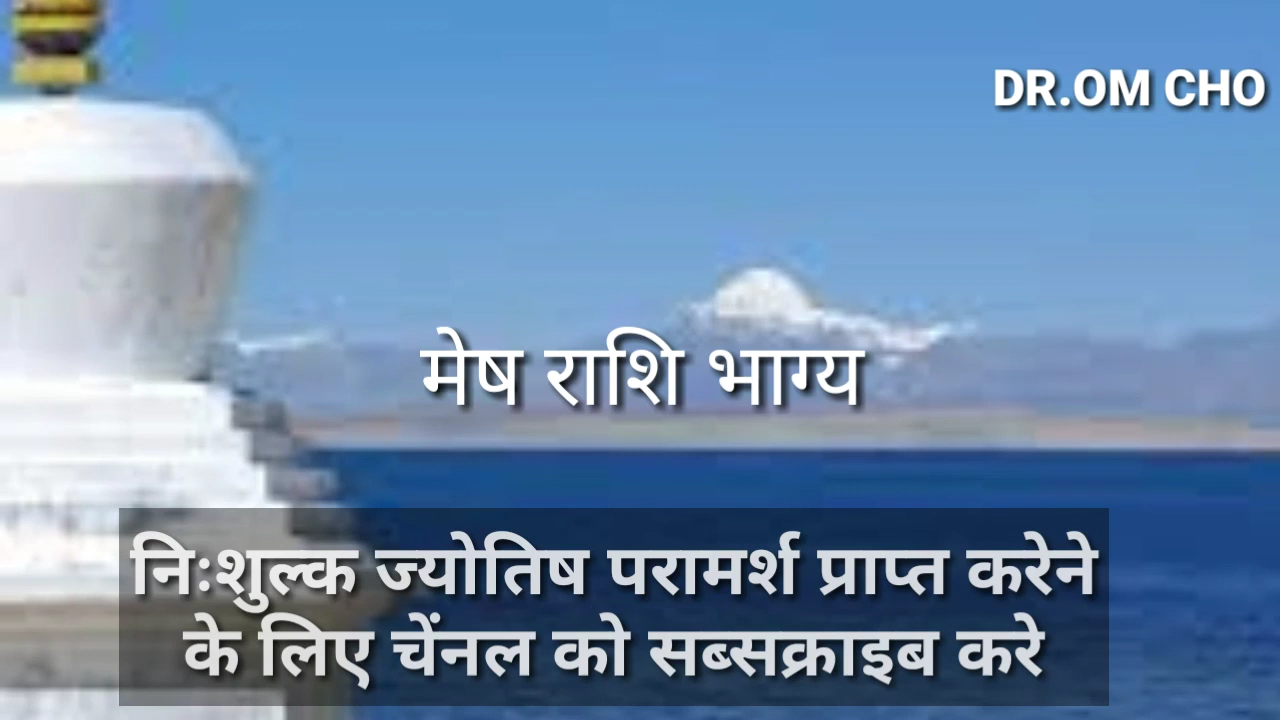 DR.OM CHO
मेष राशि भाग्य
निःशुल्क ज्योतिष परामर्श प्राप्त करेने
के लिए चेंनल को सब्सक्राइब करे